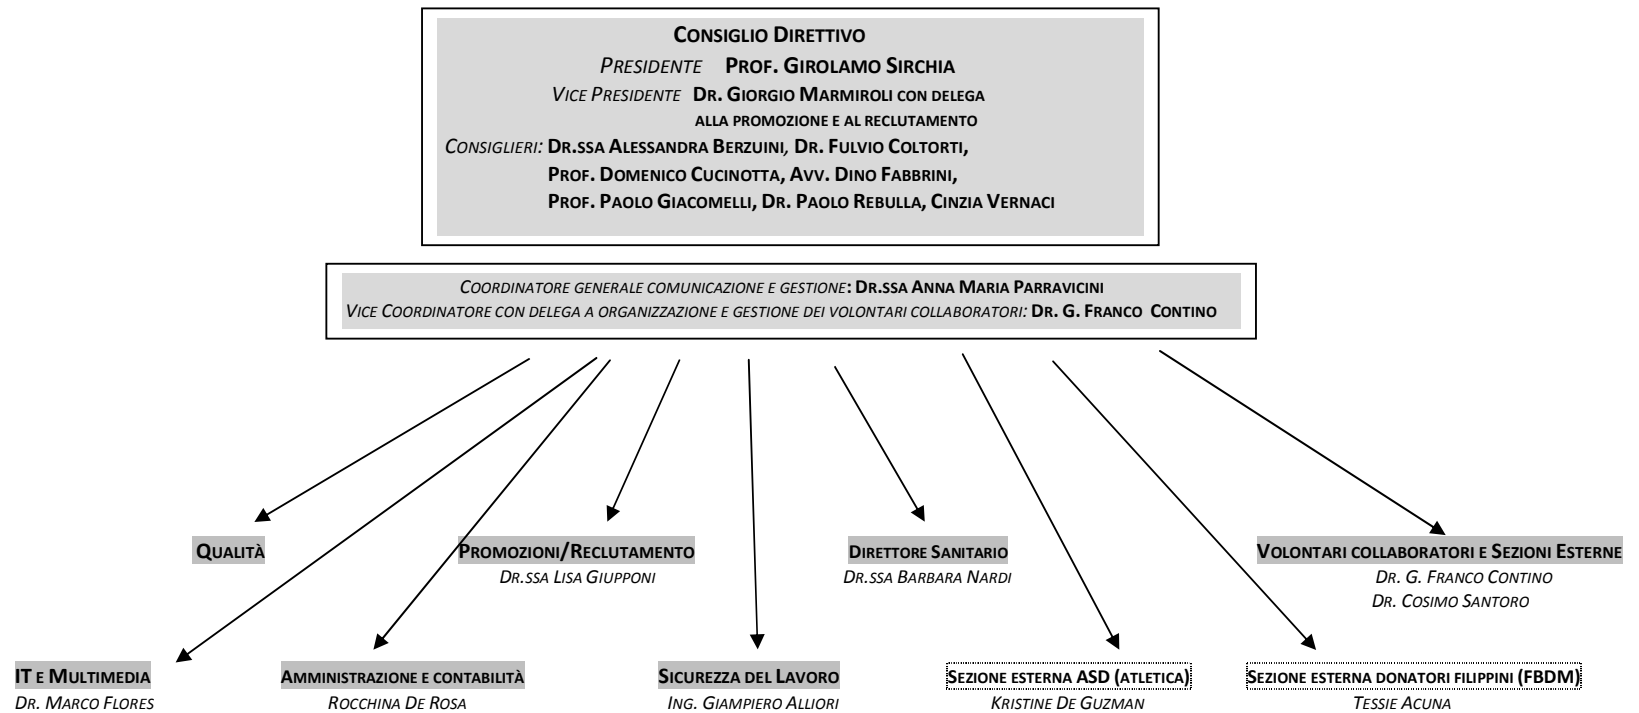 CONSIGLIO DIRETTIVO
PRESIDENTE PROF. GIROLAMO SIRCHIA
VICE PRESIDENTE DR. GIORGIO MARMIROLI CON DELEGA
ALLA PROMOZIONE E AL RECLUTAMENTO
CONSIGLIERI: DR.SSA ALESSANDRA BERZUINI, DR. FULVIO COLTORTI,
PROF. DOMENICO CUCINOTTA, AVV. DINO FABBRINI,
PROF. PAOLO GIACOMELLI, DR. PAOLO REBULLA, CINZIA VERNACI
COORDINATORE GENERALE COMUNICAZIONE E GESTIONE: DR.SSA ANNA MARIA PARRAVICINI
VICE COORDINATORE CON DELEGA A ORGANIZZAZIONE E GESTIONE DEI VOLONTARI COLLABORATORI: DR. G. FRANCO CONTINO
QUALITÀ
PROMOZIONI/RECLUTAMENTO
DR.SSA LISA GIUPPONI
DIRETTORE SANITARIO
DR.SSA BARBARA NARDI
VOLONTARI COLLABORATORI E SEZIONI ESTERNE
DR. G. FRANCO CONTINO
DR. COSIMO SANTORO
IT E MULTIMEDIA
DR. MARCO FLORES
AMMINISTRAZIONE E CONTABILITÀ
ROCCHINA DE ROSA
SICUREZZA DEL LAVORO
ING. GIAMPIERO ALLIORI
SEZIONE ESTERNA ASD (ATLETICA)
KRISTINE DE GUZMAN
SEZIONE ESTERNA DONATORI FILIPPINI (FBDM)
TESSIE ACUNA